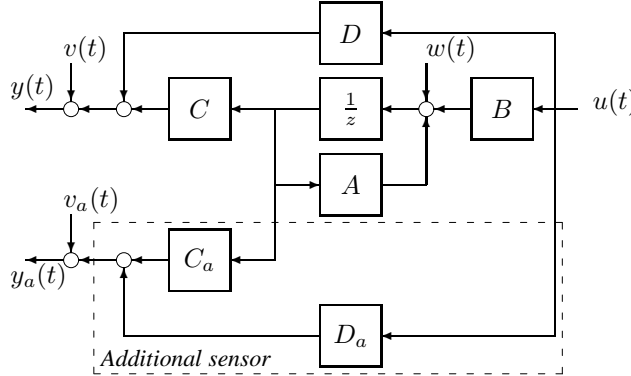 D
v(t)
w(t)
y(t)
C
1/z
B
u(t)
A
v_a(t)
C_a
y_a(t)
D_a
Additional sensor